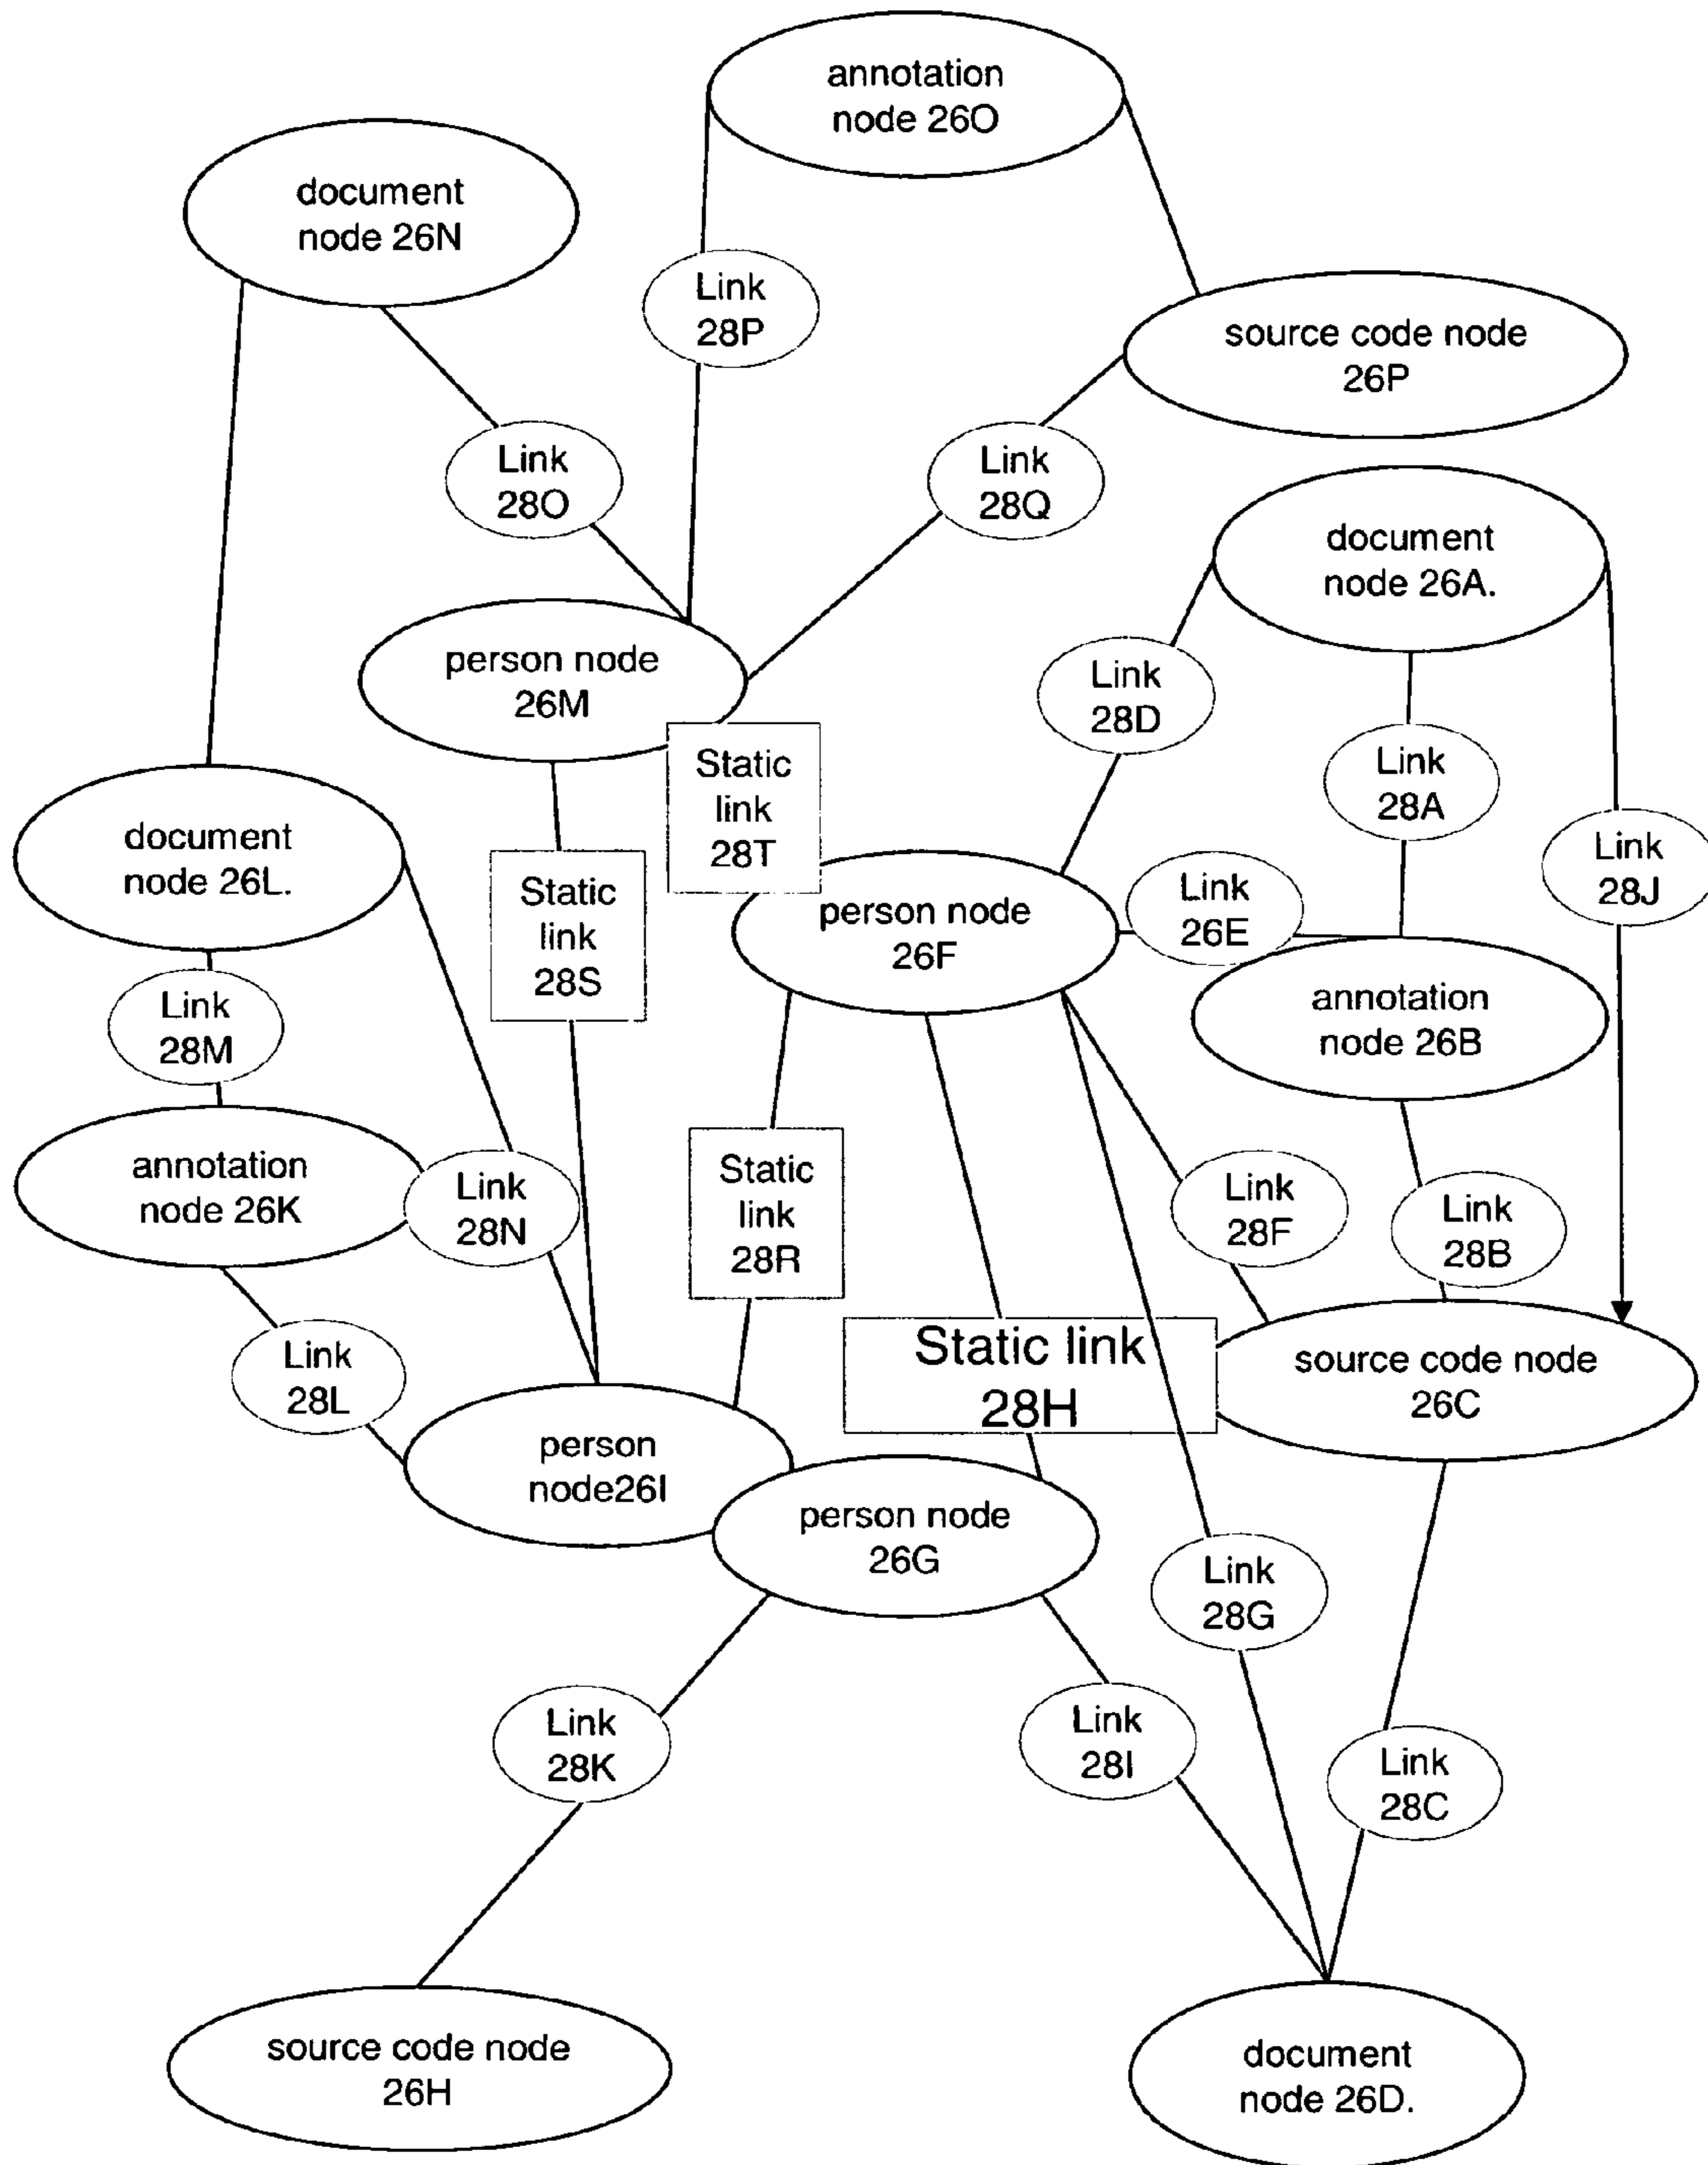 annotation
node 26O
document
node 26N
Link
28P
source code node
26P
Link
28O
Link
28Q
document
node 26A.
person node
26M
Link
28D
Static
link
28T
Link
28A
document
node 26L.
Link
28J
Static
link
28S
person node
26F
Link
26E
Link
28M
annotation
node 26B
annotation
node 26K
Link
28N
Static
link
28R
Link
28F
Link
28B
Link
28L
Static link
28H
source code node
26C
person
node26I
person node
26G
Link
28G
Link
28K
Link
28I
Link
28C
source code node
26H
document
node 26D.